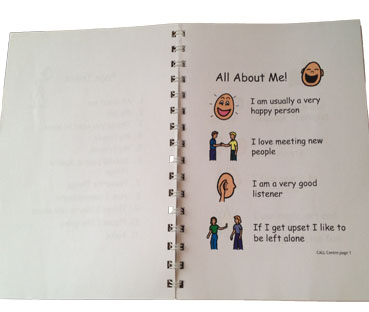 All About Me!
I am usually a very
happy person
I love meeting new
people
I am a very good
listener
If I get upset I like to
be left alone